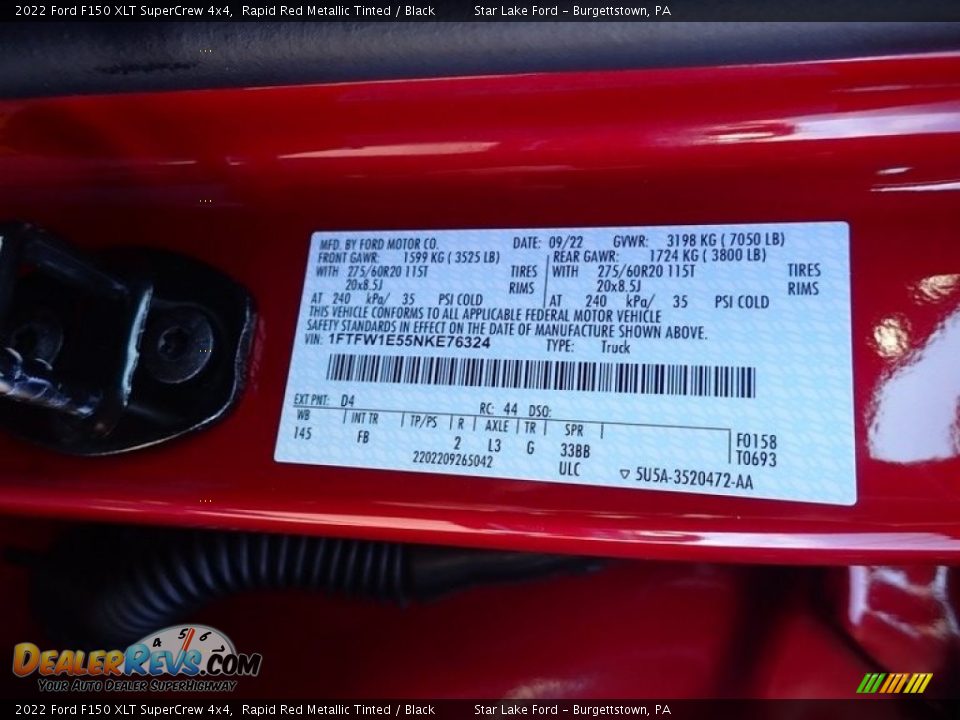 2022 Ford F150 XLT SuperCrew 4x4, Rapid Red Metallic Tinted / Black Star Lake Ford - Burgettstown, PA
MFD. BY FORD MOTOR CO. DATE: 09/22 GVWR: 3198 KG ( 7050 LB)
FRONT GAWR: 1599 KG ( 3525 LB) REAR GAWR: 1724 KG ( 3800 LB)
WITH 275/60R20 115T TIRES WITH 275/60R20 115T TIRES
20x8.5J RIMS 20x8.5J RIMS
AT 240 kPa/ 35 PSI COLD AT 240 kPa/ 35 PSI COLD
THIS VEHICLE CONFORMS TO ALL APPLICABLE FEDERAL MOTOR VEHICLE
SAFETY STANDARDS IN EFFECT ON THE DATE OF MANUFACTURE SHOWN ABOVE.
VIN: 1FTFW1E55NKE76324 TYPE: Truck
EXT PNT: D4 RC: 44 DSO:
WB INT TR TP/PS R AXLE TR SPR
145 FB 2 L3 G 33BB
F0158
T0693
2202209265042 ULC 5U5A-3520472-AA
4 5 6
DealerRevs.com
Your Auto Dealer SuperHighway
2022 Ford F150 XLT SuperCrew 4x4, Rapid Red Metallic Tinted / Black Star Lake Ford - Burgettstown, PA